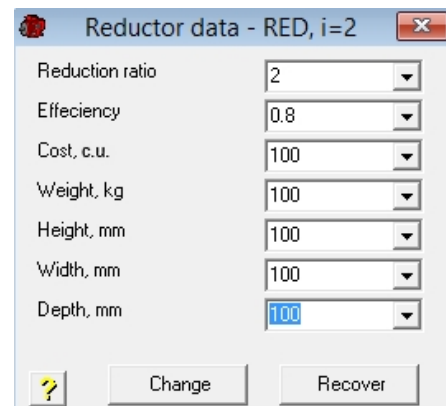 Reductor data - RED, i=2
Reduction ratio 2
Effeciency 0.8
Cost, c.u. 100
Weight, kg 100
Height, mm 100
Width, mm 100
Depth, mm 100
? Change Recover